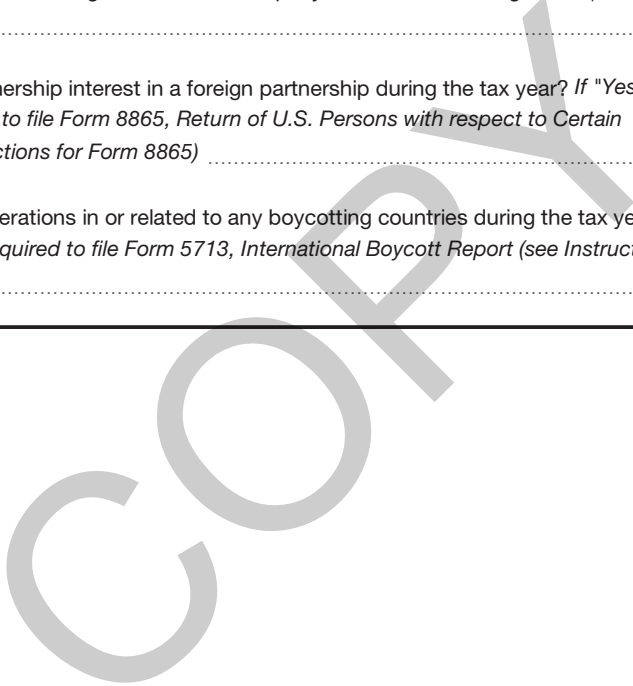 nership interest in a foreign partnership during the tax year? If "Yes
to file Form 8865, Return of U.S. Persons with respect to Certain
ctions for Form 8865)
erations in or related to any boycotting countries during the tax ye
quired to file Form 5713, International Boycott Report (see Instruct
COPY